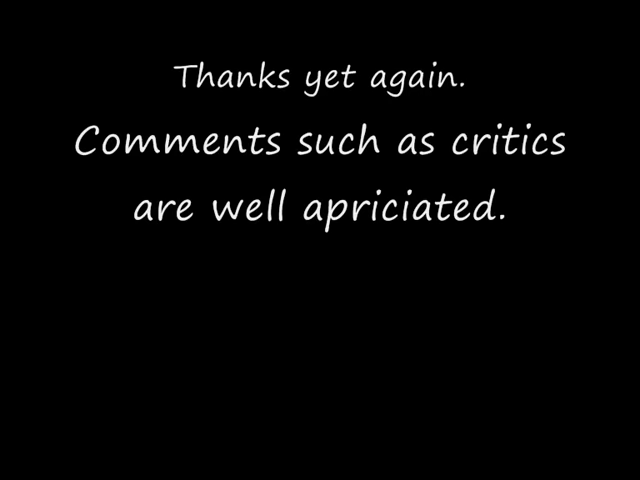 Thanks yet again.
Comments such as critics
are well apriciated.